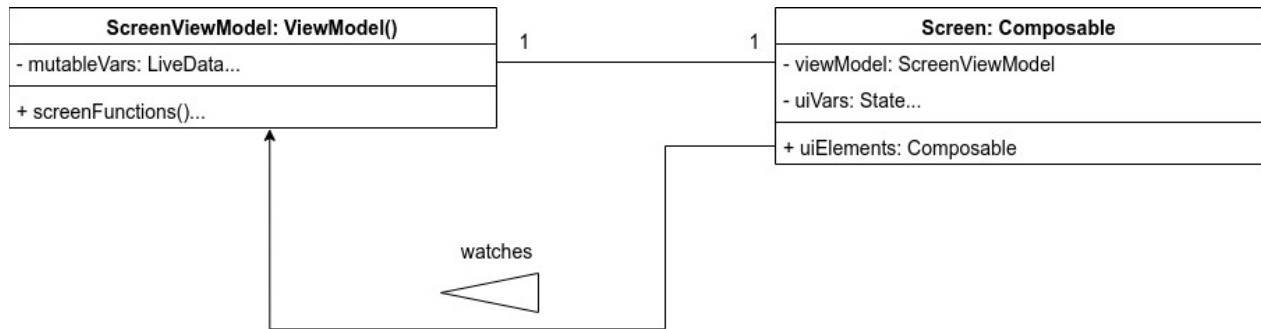 ScreenViewModel: ViewModel()
- mutableVars: LiveData...
+ screenFunctions()...
1
1
Screen: Composable
- viewModel: ScreenViewModel
- uiVars: State...
+ uiElements: Composable
watches